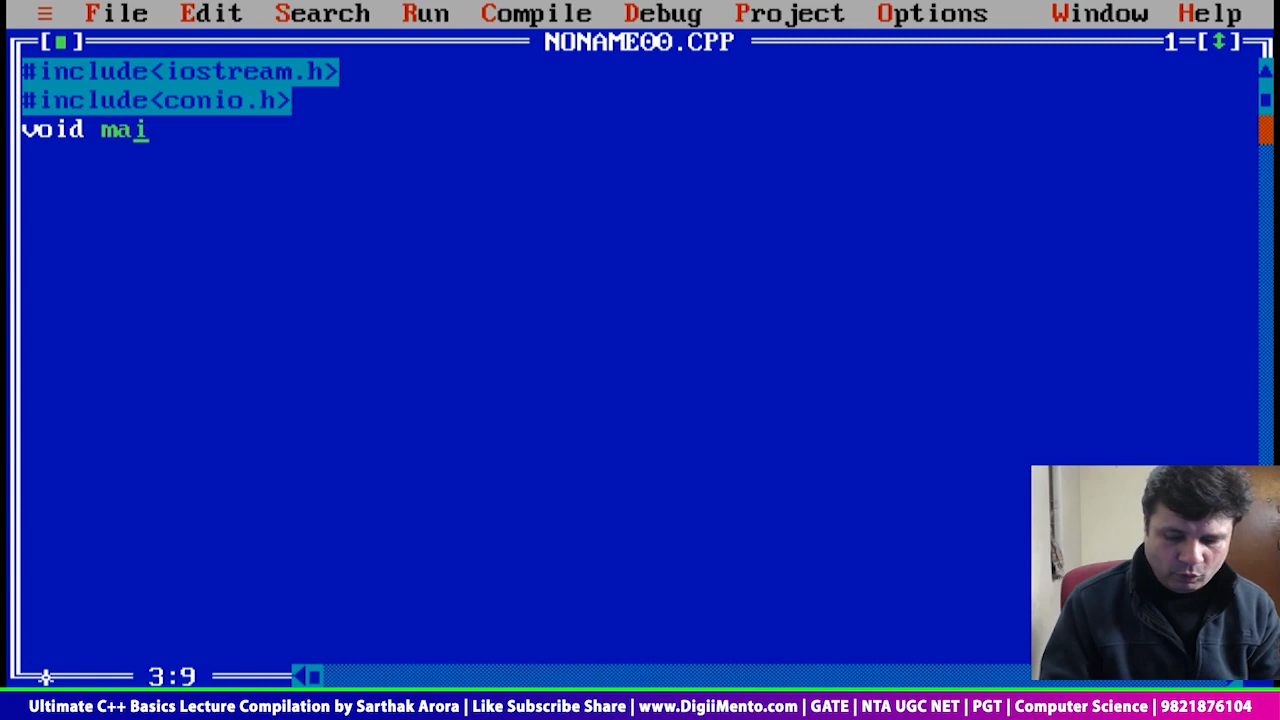 ≡ File Edit Search Run Compile Debug Project Options Window Help
[■] NONAME00.CPP 1=[↕]
#include<iostream.h>
#include<conio.h>
void mai
* 3:9
Ultimate C++ Basics Lecture Compilation by Sarthak Arora | Like Subscribe Share | www.DigiiMento.com | GATE | NTA UGC NET | PGT | Computer Science | 9821876104